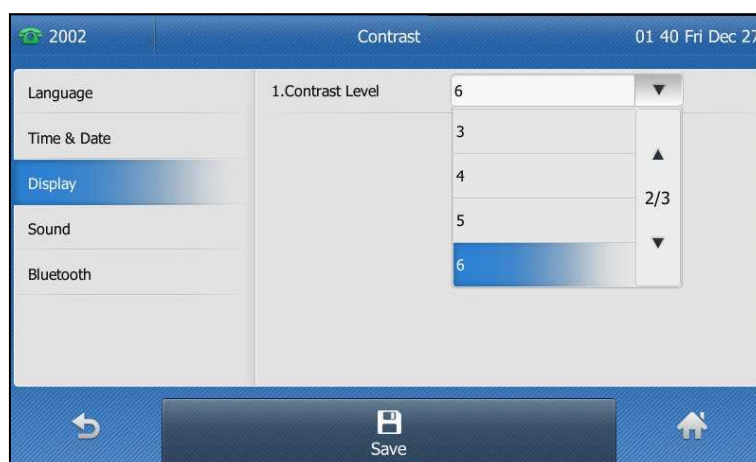 2002 Contrast 01 40 Fri Dec 27
Language
1.Contrast Level 6
Time & Date
3
Display
4
2/3
Sound
5
Bluetooth
6
Save